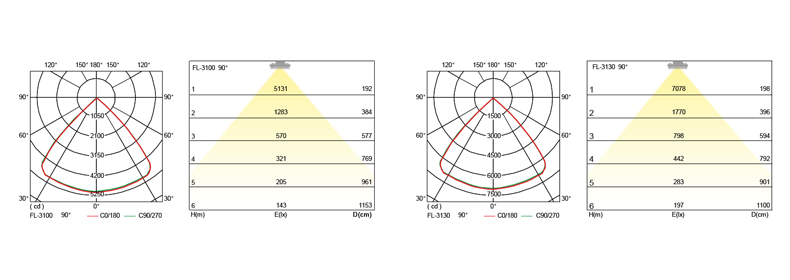 120° 150° 180° 150° 120°
90° 90°
1050
60° 2100 60°
3150
4200
30° 5250 30°
( cd ) 0°
FL-3100 90° C0/180 C90/270
FL-3100 90°
1 5131 192
2 1283 384
3 570 577
4 321 769
5 205 961
6 143 1153
H(m) E(lx) D(cm)
120° 150° 180° 150° 120°
90° 90°
1500
60° 3000 60°
4500
6000
30° 7500 30°
( cd ) 0°
FL-3130 90° C0/180 C90/270
FL-3130 90°
1 7078 198
2 1770 396
3 798 594
4 442 792
5 283 901
6 197 1100
H(m) E(lx) D(cm)